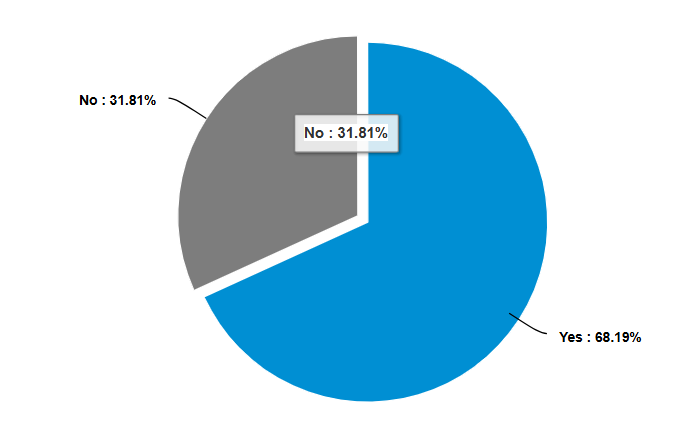 No : 31.81%
No : 31.81%
Yes : 68.19%